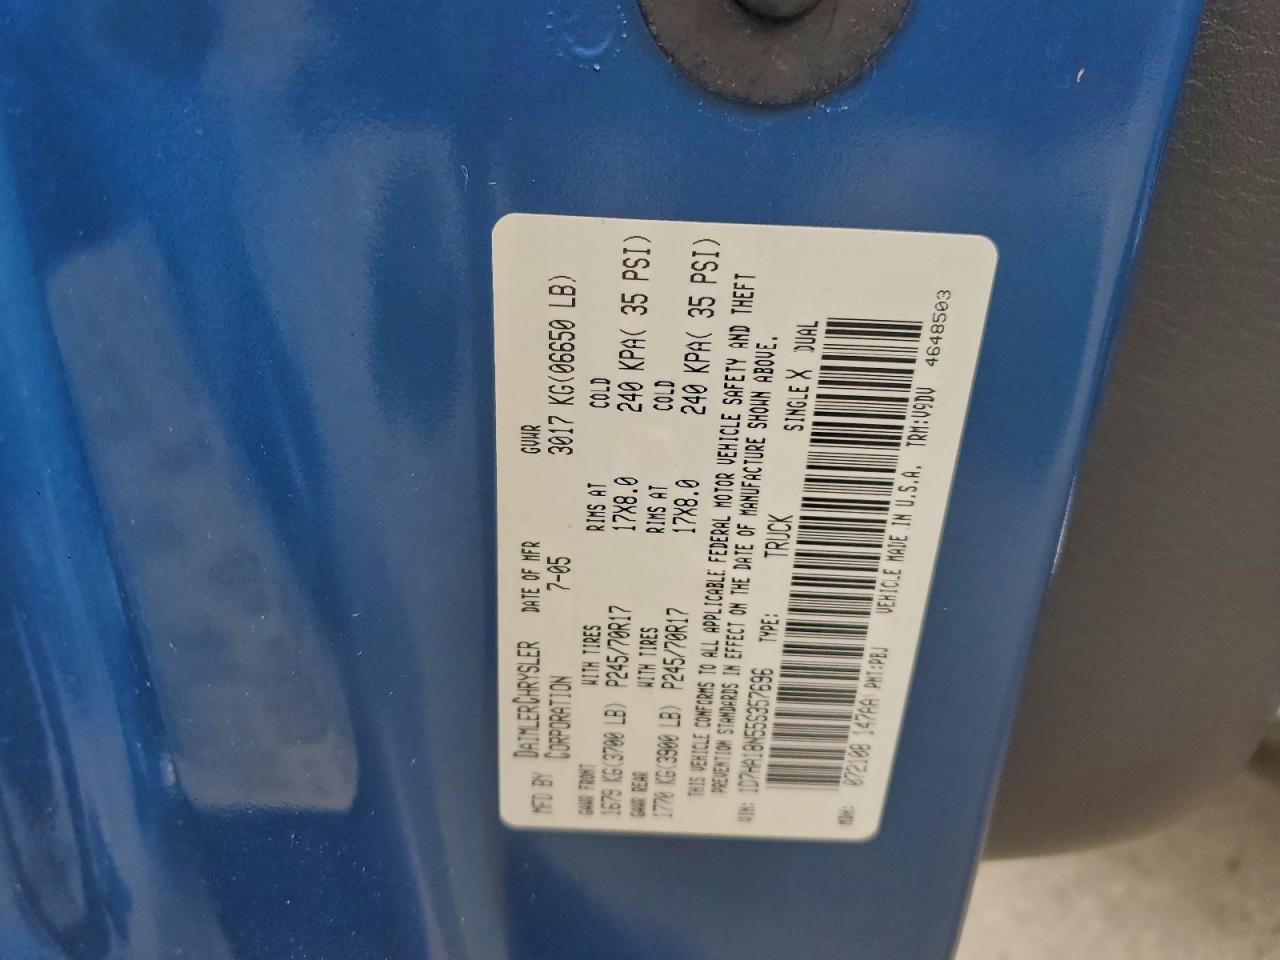 MFD BY DAIMLERCHRYSLER CORPORATION DATE OF MFR 7-05 GVWR 3017 KG(06650 LB)
GAWR FRONT WITH TIRES RIMS AT COLD
1679 KG(3700 LB) P245/70R17 17X8.0 240 KPA( 35 PSI)
GAWR REAR WITH TIRES RIMS AT COLD
1770 KG(3900 LB) P245/70R17 17X8.0 240 KPA( 35 PSI)
THIS VEHICLE CONFORMS TO ALL APPLICABLE FEDERAL MOTOR VEHICLE SAFETY AND THEFT
PREVENTION STANDARDS IN EFFECT ON THE DATE OF MANUFACTURE SHOWN ABOVE.
VIN: 1D7HA18N55S357696 TYPE: TRUCK SINGLE X DUAL
MDH: 072108 147AA PNT:PBJ VEHICLE MADE IN U.S.A. TRM:V9DV 4648503